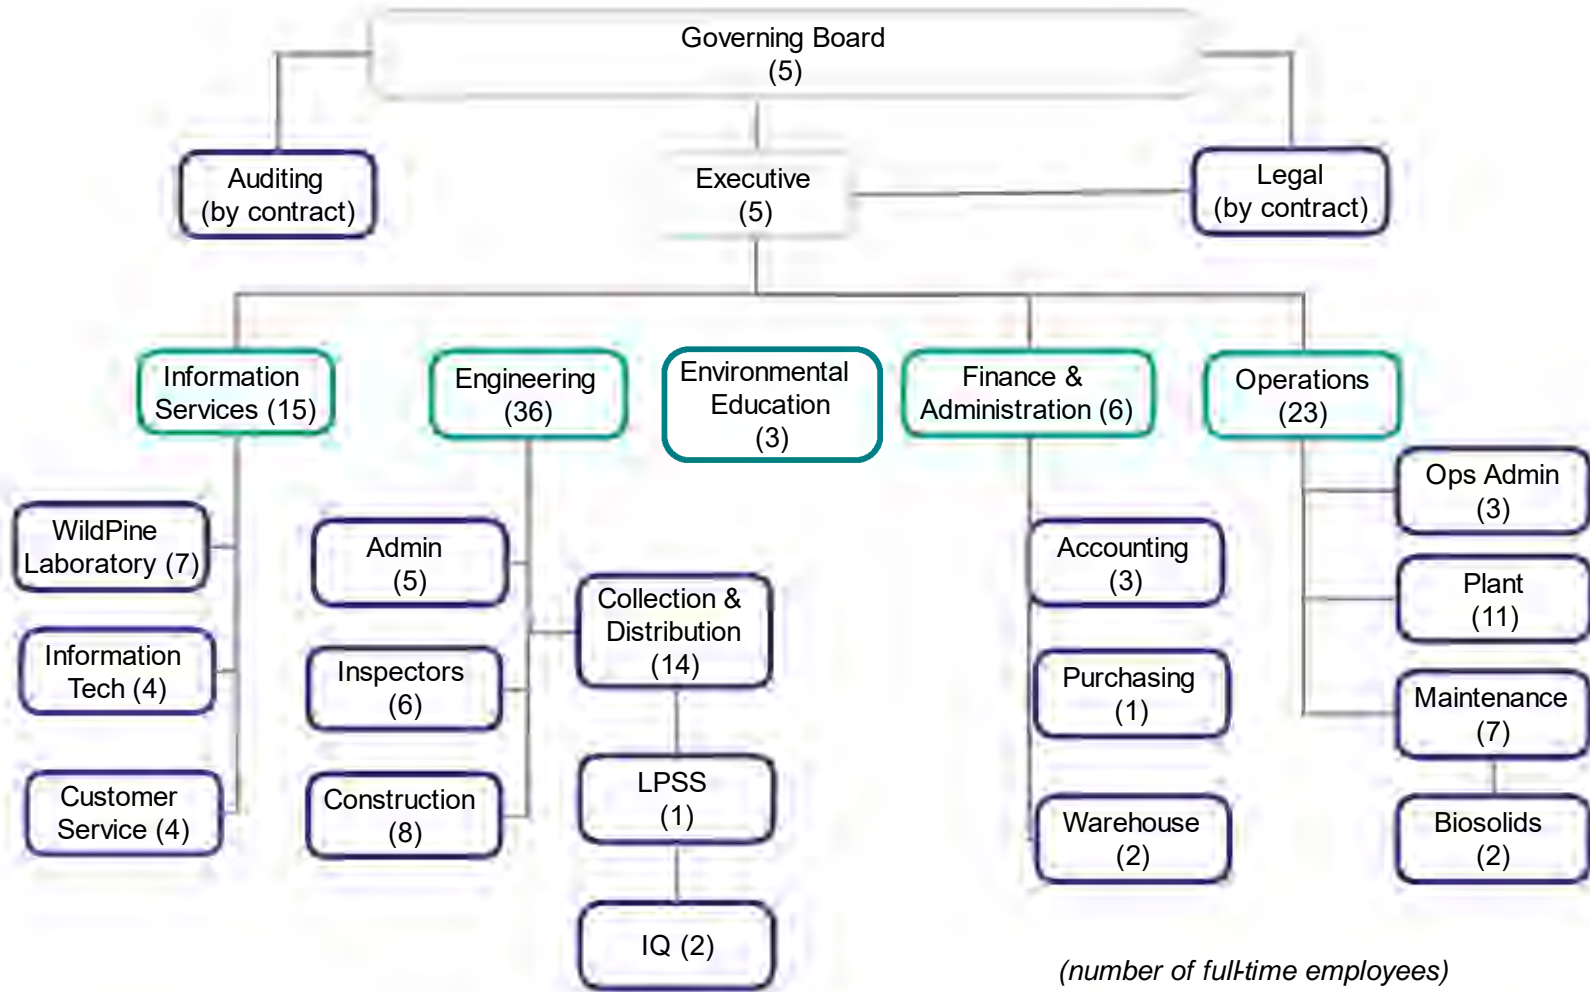 Governing Board
(5)
Auditing
(by contract)
Executive
(5)
Legal
(by contract)
Information
Services (15)
Engineering
(36)
Environmental
Education
(3)
Finance &
Administration (6)
Operations
(23)
WildPine
Laboratory (7)
Information
Tech (4)
Customer
Service (4)
Admin
(5)
Inspectors
(6)
Construction
(8)
Collection &
Distribution
(14)
LPSS
(1)
IQ (2)
Accounting
(3)
Purchasing
(1)
Warehouse
(2)
Ops Admin
(3)
Plant
(11)
Maintenance
(7)
Biosolids
(2)
(number of full-time employees)